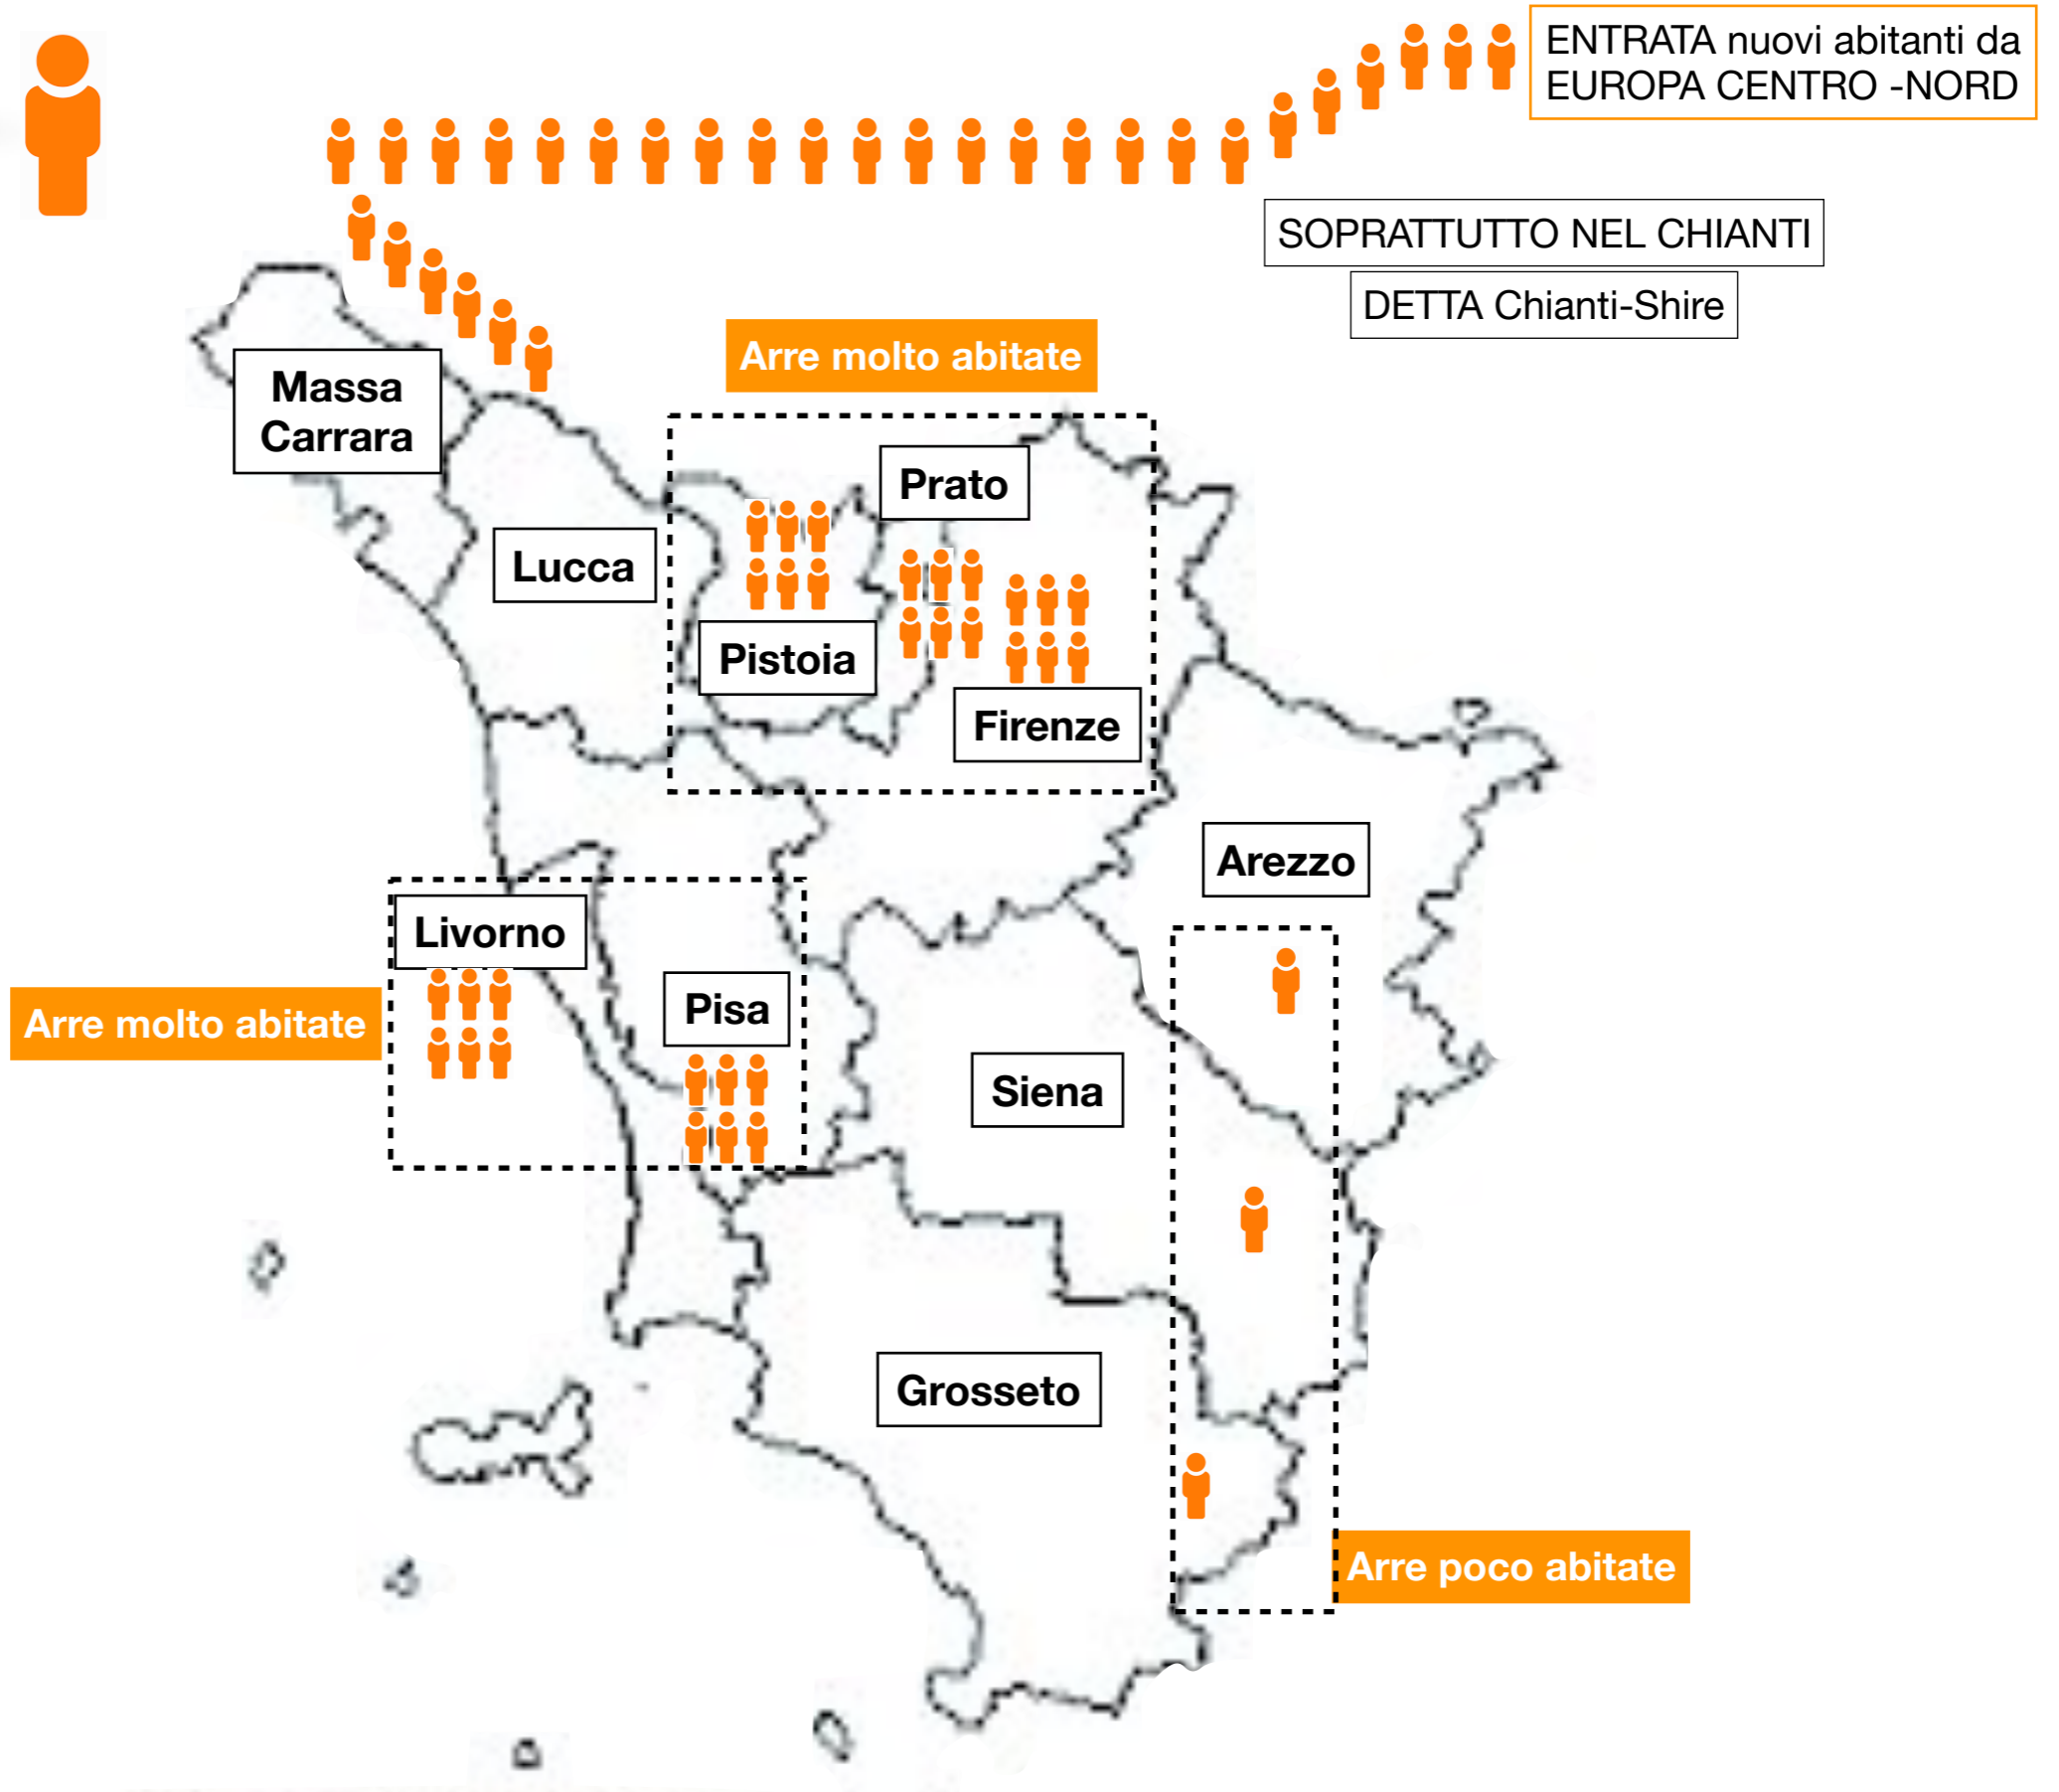 ENTRATA nuovi abitanti da
EUROPA CENTRO -NORD
SOPRATTUTTO NEL CHIANTI
DETTA Chianti-Shire
Arre molto abitate
Massa
Carrara
Prato
Lucca
Pistoia
Firenze
Arezzo
Livorno
Arre molto abitate
Pisa
Siena
Grosseto
Arre poco abitate